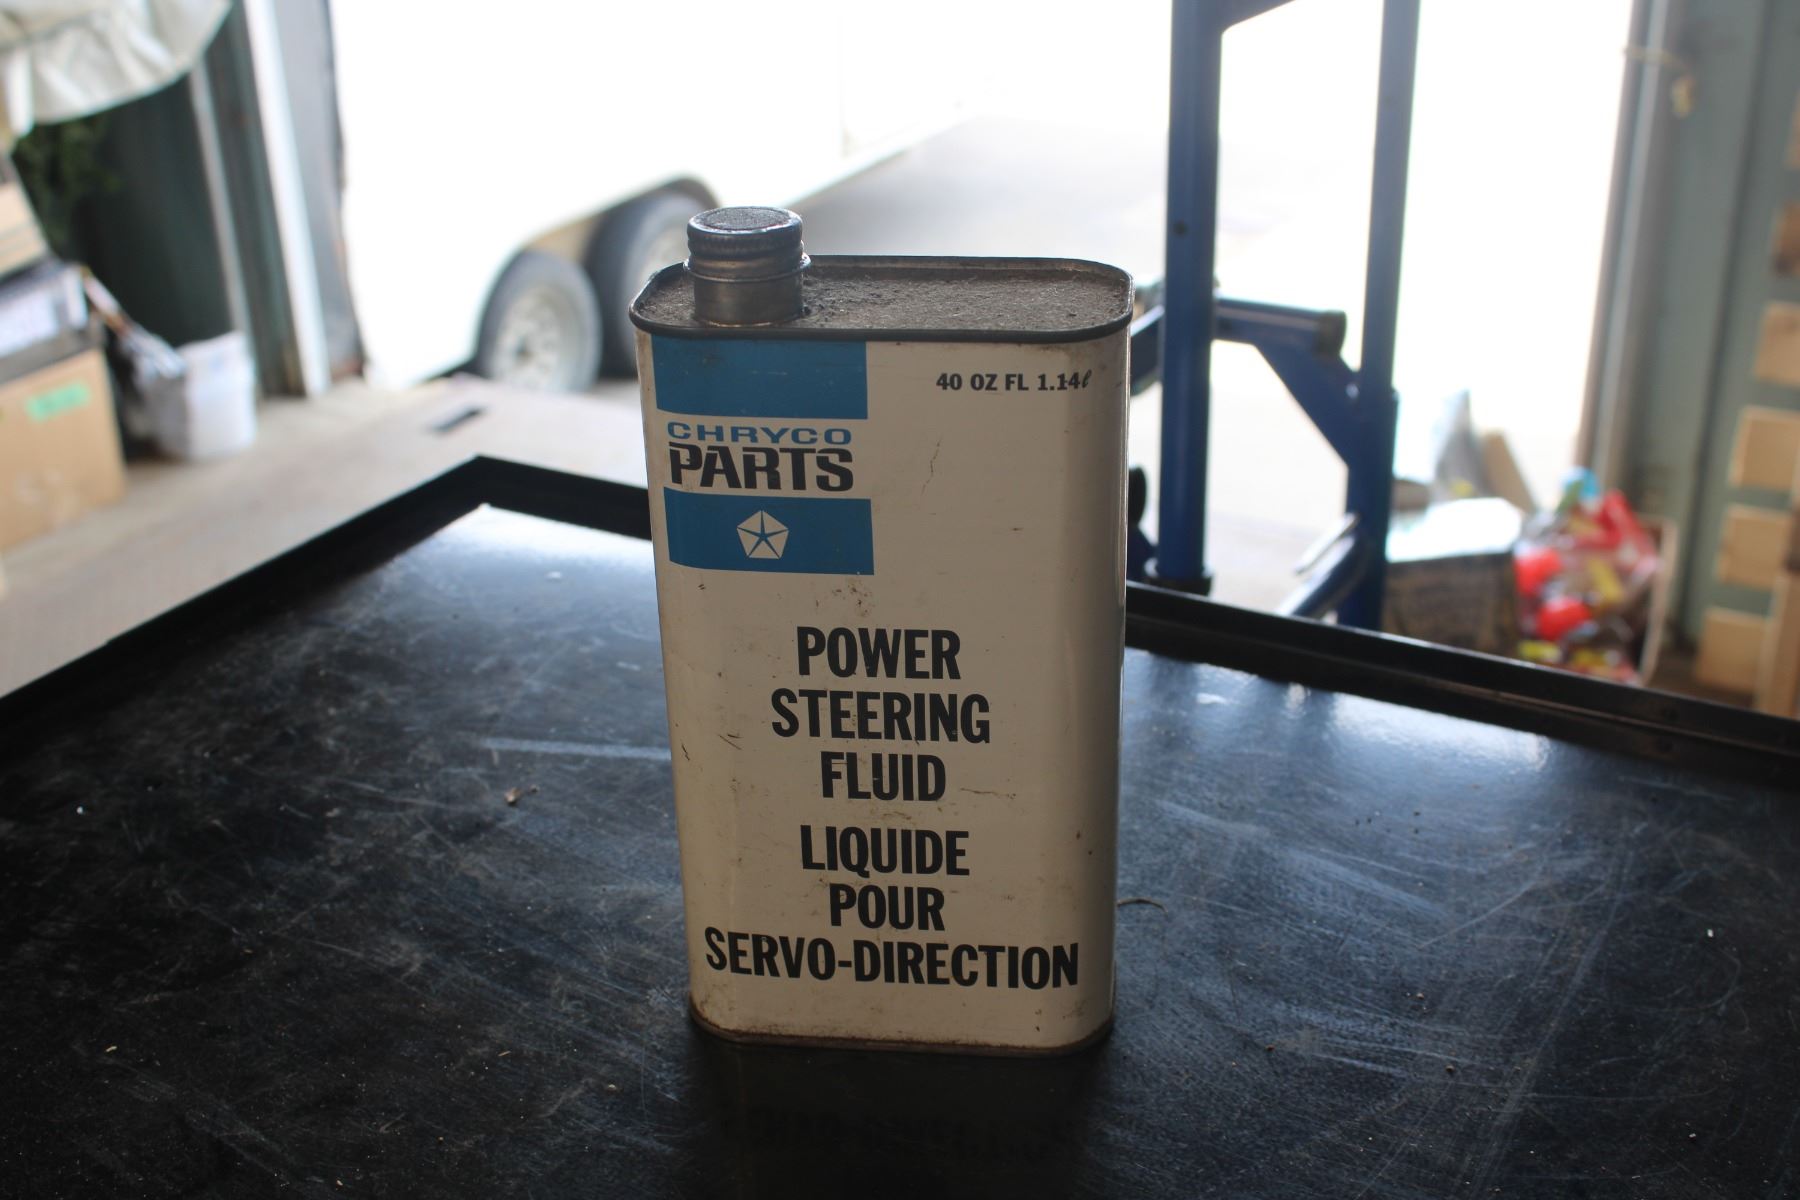 40 OZ FL 1.14ℓ
CHRYCO
PARTS
POWER
STEERING
FLUID
LIQUIDE
POUR
SERVO-DIRECTION